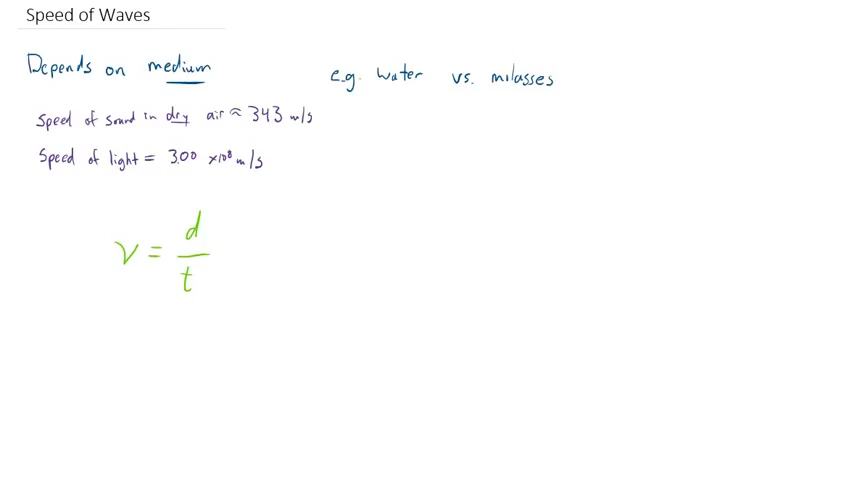 Speed of Waves
Depends on medium e.g. water vs. milasses
Speed of sound in dry air ≈ 343 m/s
Speed of light = 3.00 ×10⁸ m/s
v = d/t